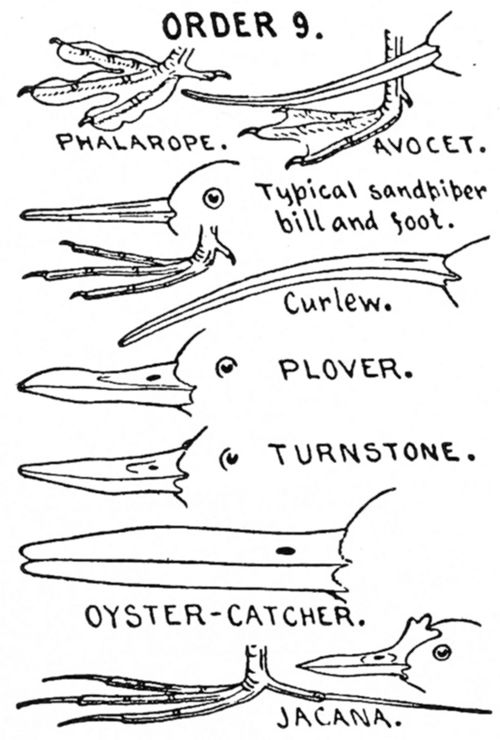 ORDER 9.
PHALAROPE.
AVOCET.
Typical sandpiper
bill and foot.
Curlew.
PLOVER.
TURNSTONE.
OYSTER-CATCHER.
JACANA.